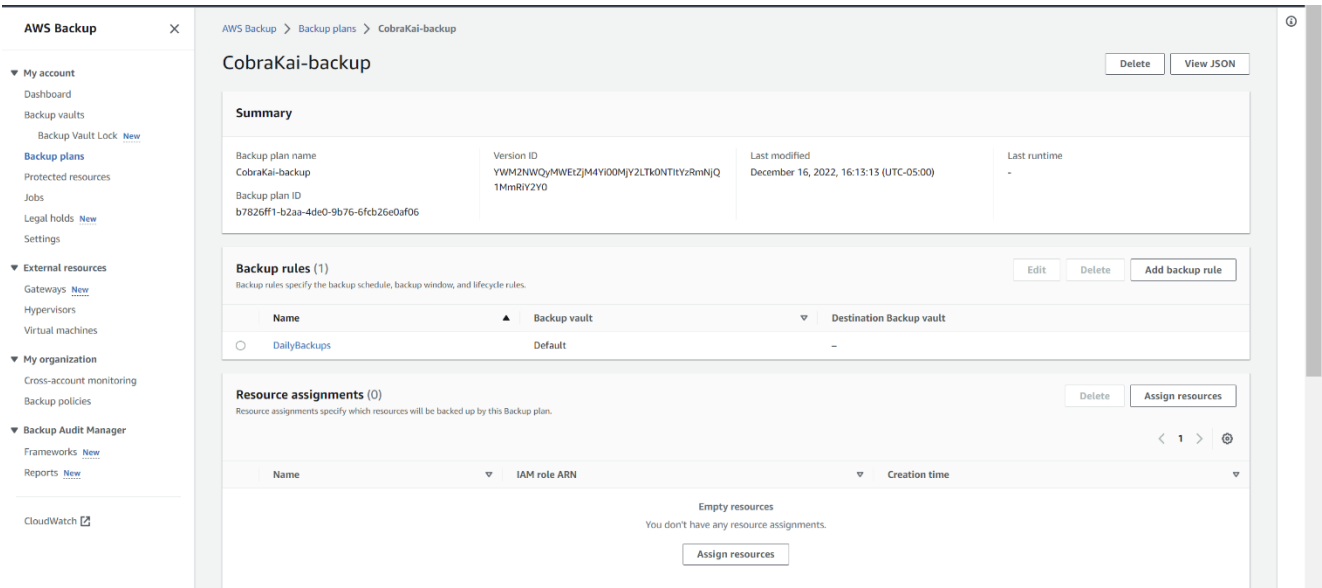 AWS Backup
My account
Dashboard
Backup vaults
Backup Vault Lock New
Backup plans
Protected resources
Jobs
Legal holds New
Settings
External resources
Gateways New
Hypervisors
Virtual machines
My organization
Cross-account monitoring
Backup policies
Backup Audit Manager
Frameworks New
Reports New
CloudWatch
AWS Backup > Backup plans > CobraKai-backup
CobraKai-backup
Delete View JSON
Summary
Backup plan name
CobraKai-backup
Backup plan ID
b7826ff1-b2aa-4de0-9b76-6fcb26e0af06
Version ID
YWM2NWQyMWEtZjM4Yi00MjY2LTk0NTItYzRmNjQ
1MmRiY2Y0
Last modified
December 16, 2022, 16:13:13 (UTC-05:00)
Last runtime
-
Backup rules (1)
Edit Delete Add backup rule
Backup rules specify the backup schedule, backup window, and lifecycle rules.
Name Backup vault Destination Backup vault
DailyBackups Default –
Resource assignments (0)
Delete Assign resources
Resource assignments specify which resources will be backed up by this Backup plan.
< 1 >
Name IAM role ARN Creation time
Empty resources
You don't have any resource assignments.
Assign resources